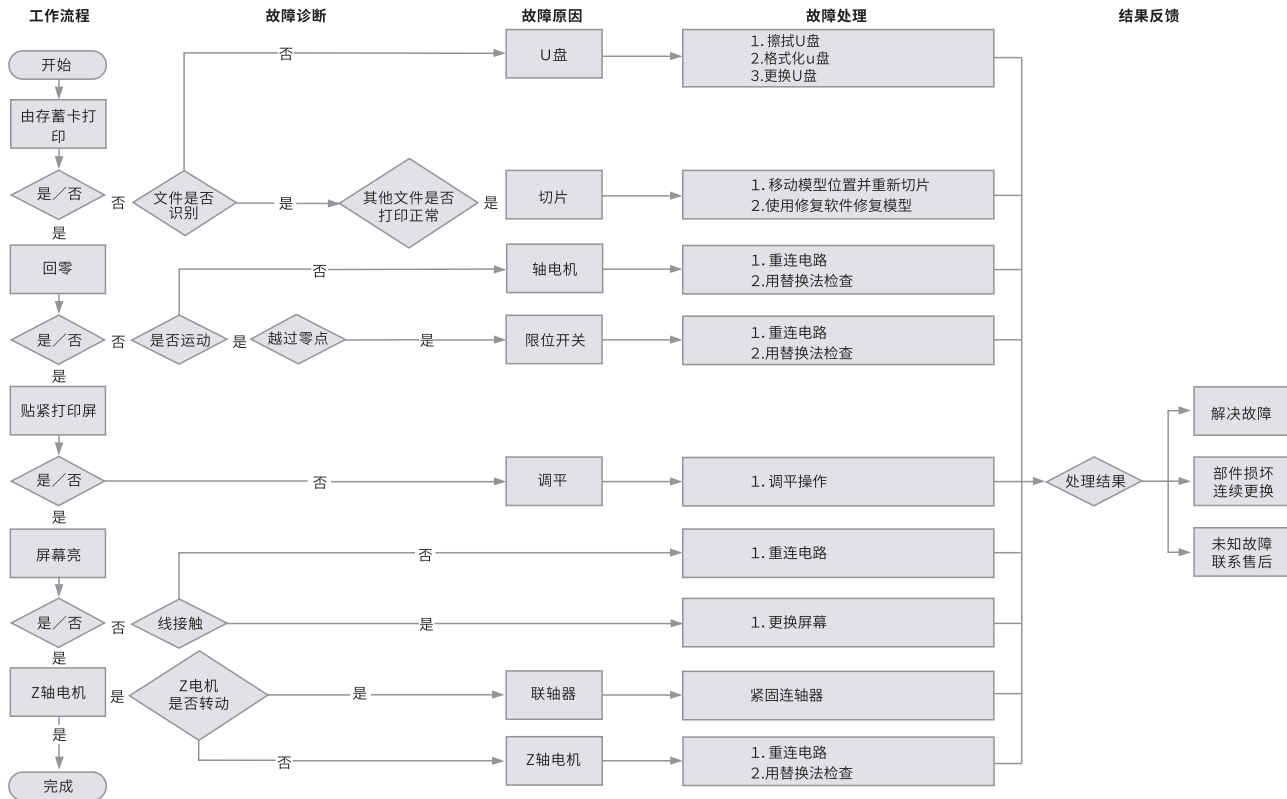 工作流程
故障诊断
故障原因
故障处理
结果反馈
开始
由存蓄卡打
印
是／否
否
文件是否
识别
否
是
其他文件是否
打印正常
是
U盘
1. 擦拭U盘
2.格式化u盘
3.更换U盘
切片
1. 移动模型位置并重新切片
2.使用修复软件修复模型
是
回零
是／否
否
是否运动
否
是
越过零点
是
轴电机
1. 重连电路
2.用替换法检查
限位开关
1. 重连电路
2.用替换法检查
是
贴紧打印屏
是／否
否
调平
1. 调平操作
处理结果
解决故障
部件损坏
连续更换
未知故障
联系售后
是
屏幕亮
是／否
否
线接触
否
1. 重连电路
是
1. 更换屏幕
是
Z轴电机
是
Z电机
是否转动
是
联轴器
紧固连轴器
否
Z轴电机
1. 重连电路
2.用替换法检查
是
完成